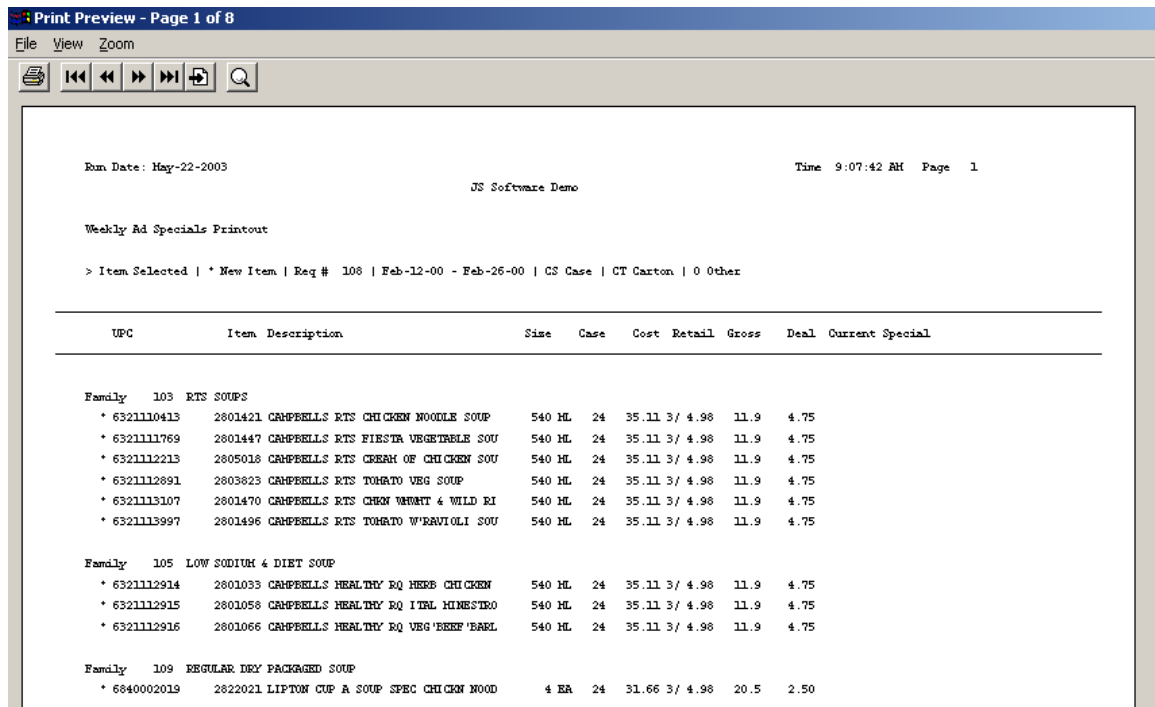 Print Preview - Page 1 of 8
File View Zoom
Run Date: May-22-2003 Time 9:07:42 AM Page 1
JS Software Demo
Weekly Ad Specials Printout
> Item Selected | * New Item | Req # 108 | Feb-12-00 - Feb-26-00 | CS Case | CT Carton | O Other
UPC Item Description Size Case Cost Retail Gross Deal Current Special
Family 103 RTS SOUPS
* 6321110413 2801421 CAMPBELLS RTS CHICKEN NOODLE SOUP 540 ML 24 35.11 3/ 4.98 11.9 4.75
* 6321111769 2801447 CAMPBELLS RTS FIESTA VEGETABLE SOU 540 ML 24 35.11 3/ 4.98 11.9 4.75
* 6321112213 2805018 CAMPBELLS RTS CREAM OF CHICKEN SOU 540 ML 24 35.11 3/ 4.98 11.9 4.75
* 6321112891 2803823 CAMPBELLS RTS TOMATO VEG SOUP 540 ML 24 35.11 3/ 4.98 11.9 4.75
* 6321113107 2801470 CAMPBELLS RTS CHKN WHWHT & WILD RI 540 ML 24 35.11 3/ 4.98 11.9 4.75
* 6321113997 2801496 CAMPBELLS RTS TOMATO W'RAVIOLI SOU 540 ML 24 35.11 3/ 4.98 11.9 4.75
Family 105 LOW SODIUM & DIET SOUP
* 6321112914 2801033 CAMPBELLS HEALTHY RQ HERB CHICKEN 540 ML 24 35.11 3/ 4.98 11.9 4.75
* 6321112915 2801058 CAMPBELLS HEALTHY RQ ITAL MINESTRO 540 ML 24 35.11 3/ 4.98 11.9 4.75
* 6321112916 2801066 CAMPBELLS HEALTHY RQ VEG'BEEF'BARL 540 ML 24 35.11 3/ 4.98 11.9 4.75
Family 109 REGULAR DRY PACKAGED SOUP
* 6840002019 2822021 LIPTON CUP A SOUP SPEC CHICKN NOOD 4 EA 24 31.66 3/ 4.98 20.5 2.50